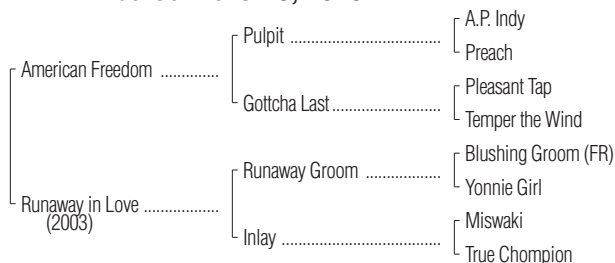 A.P. Indy
Pulpit
Preach
American Freedom
Pleasant Tap
Gottcha Last
Temper the Wind
Blushing Groom (FR)
Runaway Groom
Yonnie Girl
Runaway in Love
(2003)
Miswaki
Inlay
True Chompion